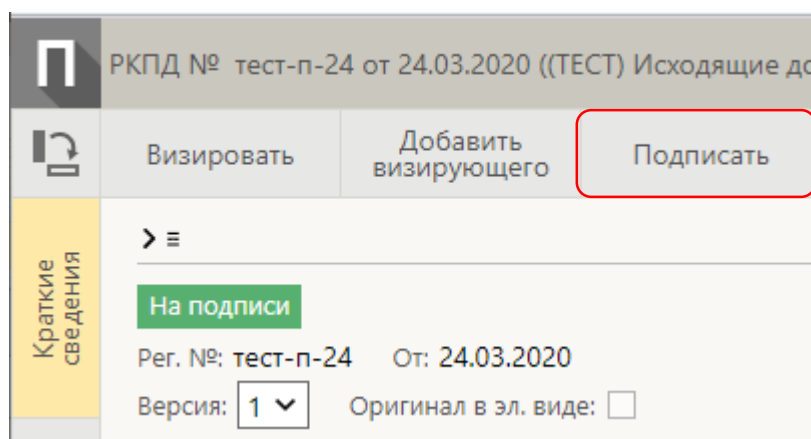 П
РКПД № тест-п-24 от 24.03.2020 ((ТЕСТ) Исходящие до
Визировать
Добавить
визирующего
Подписать
Краткие
сведения
На подписи
Рег. №: тест-п-24 От: 24.03.2020
Версия: 1 Оригинал в эл. виде: